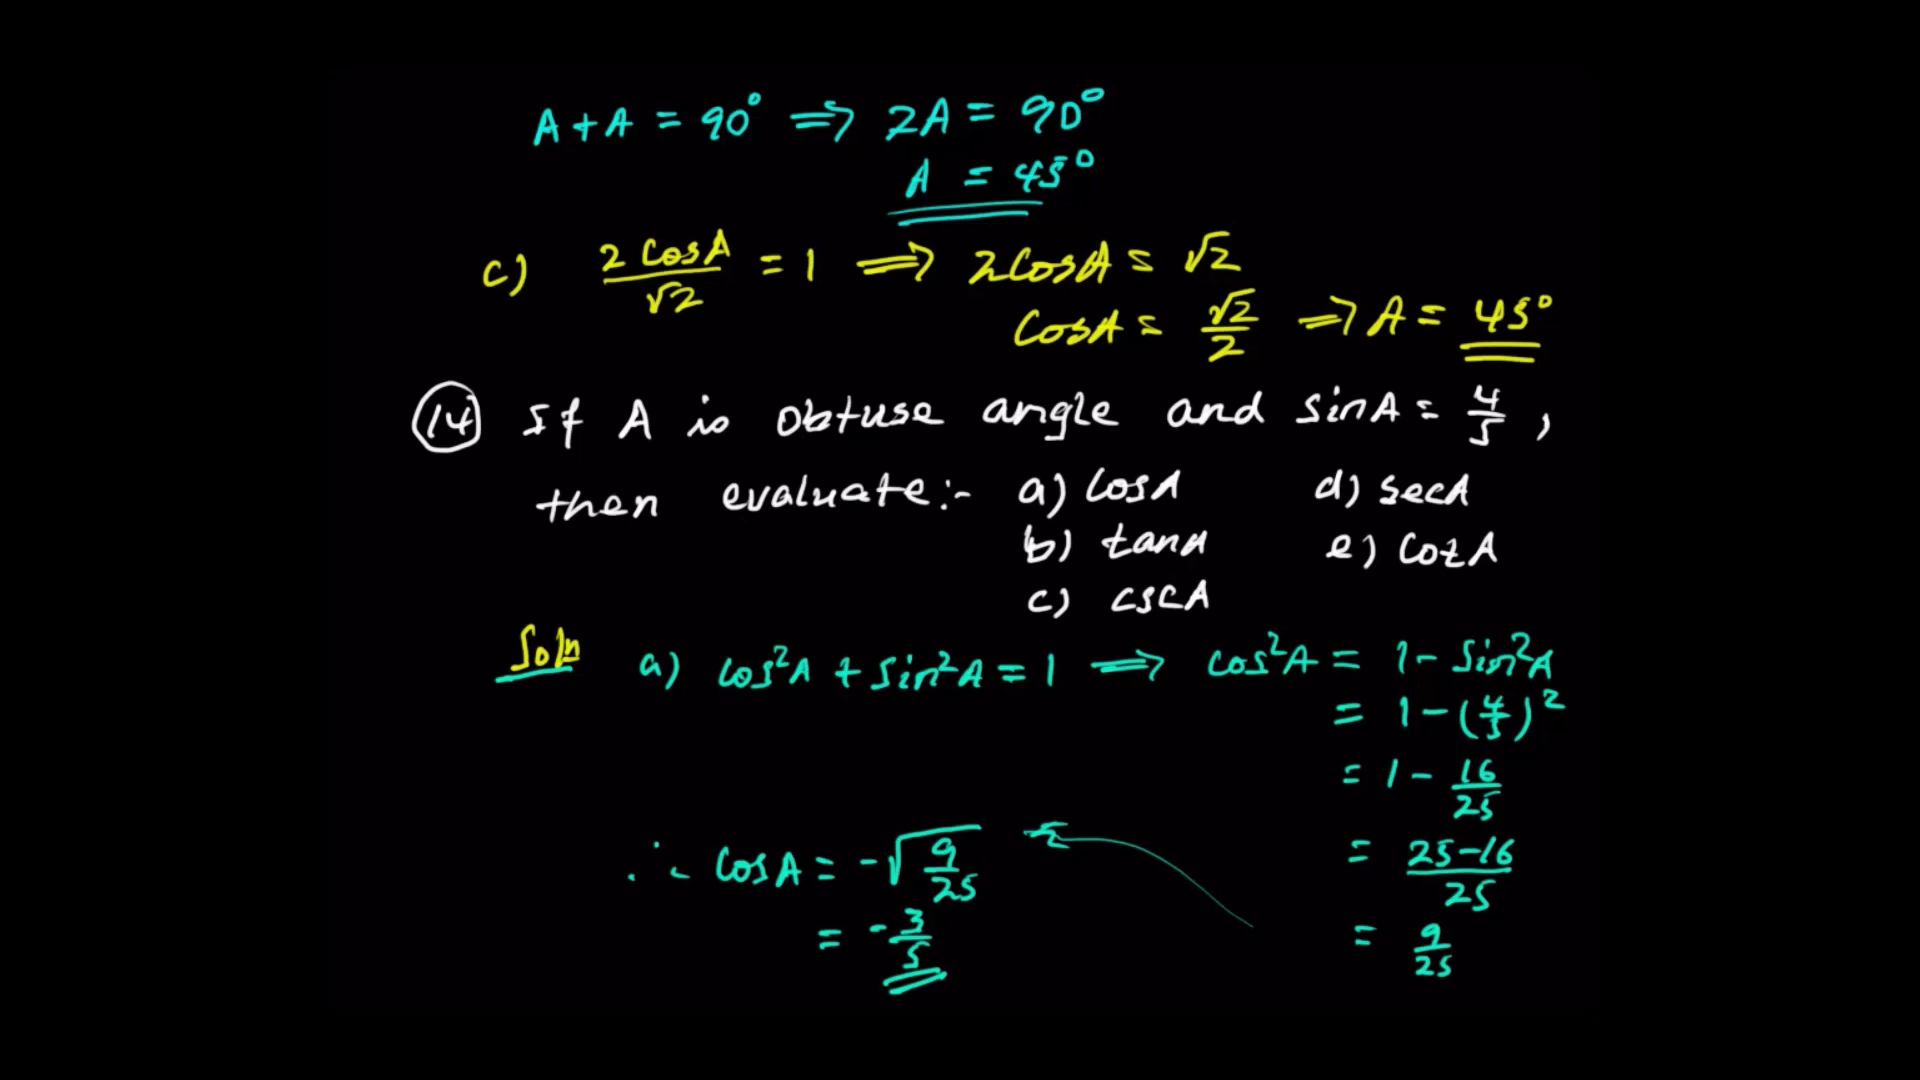 A + A = 90° ⟹ 2A = 90°
A = 45°
c) 2 cosA / √2 = 1 ⟹ 2 cosA = √2
cosA = √2/2 ⟹ A = 45°
14 If A is obtuse angle and sinA = 4/5 ,
then evaluate:- a) cosA d) secA
b) tanA e) cotA
c) cscA
Soln a) cos²A + sin²A = 1 ⟹ cos²A = 1 - sin²A
= 1 - (4/5)²
= 1 - 16/25
∴ cosA = -√(9/25) = (25-16)/25
= -3/5 = 9/25